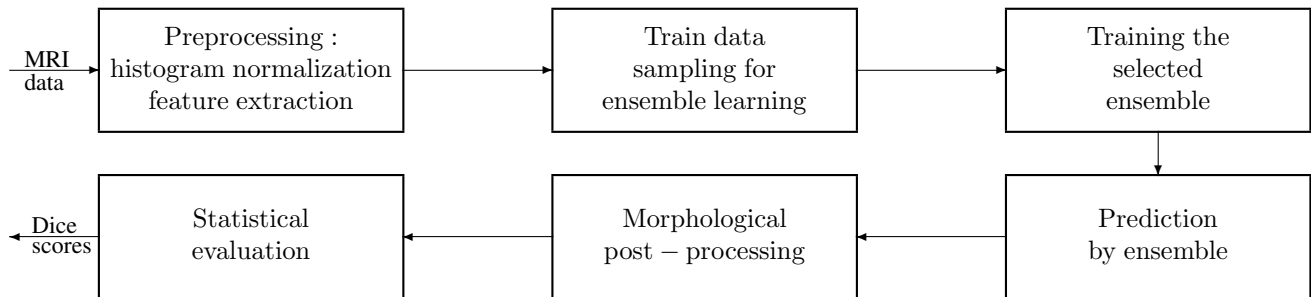 MRI
data
Preprocessing :
histogram normalization
feature extraction
Train data
sampling for
ensemble learning
Training the
selected
ensemble
Dice
scores
Statistical
evaluation
Morphological
post – processing
Prediction
by ensemble